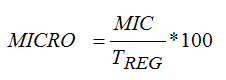 MICRO = MIC / T_REG * 100